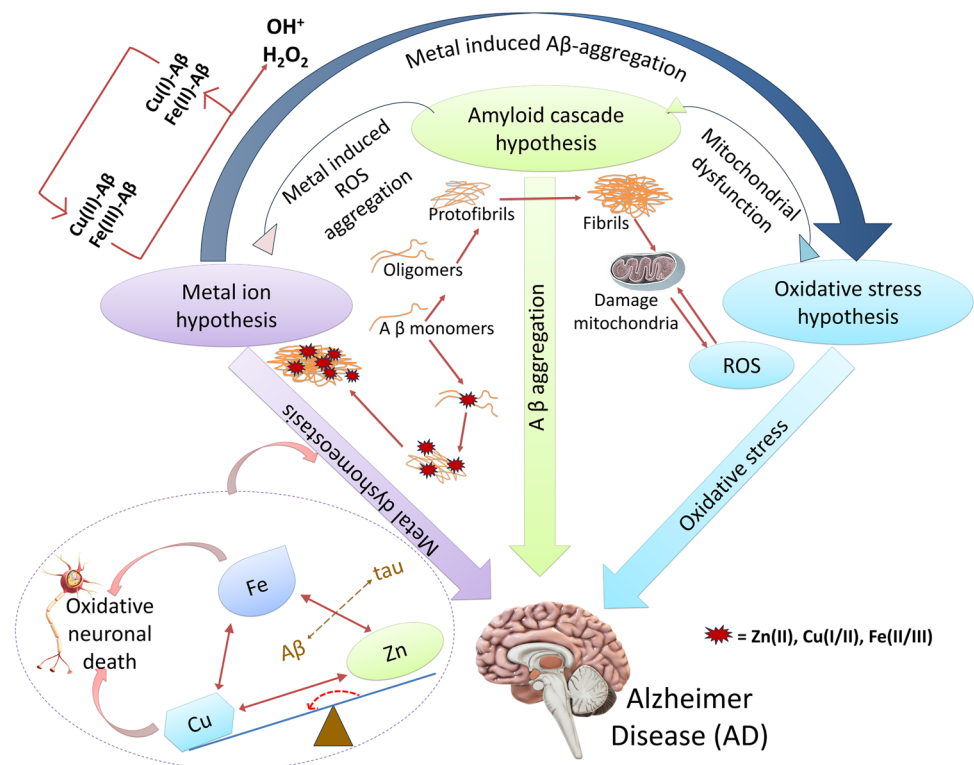 OH⁺
H₂O₂
Cu(I)-Aβ
Fe(II)-Aβ
Cu(II)-Aβ
Fe(III)-Aβ
Metal induced Aβ-aggregation
Amyloid cascade
hypothesis
Metal induced
ROS
aggregation
Mitochondrial
dysfunction
Protofibrils
Fibrils
Oligomers
A β monomers
Damage
mitochondria
ROS
Metal ion
hypothesis
Oxidative stress
hypothesis
Metal dyshomeostasis
A β aggregation
Oxidative stress
Fe
tau
Aβ
Zn
Cu
Oxidative
neuronal
death
= Zn(II), Cu(I/II), Fe(II/III)
Alzheimer
Disease (AD)